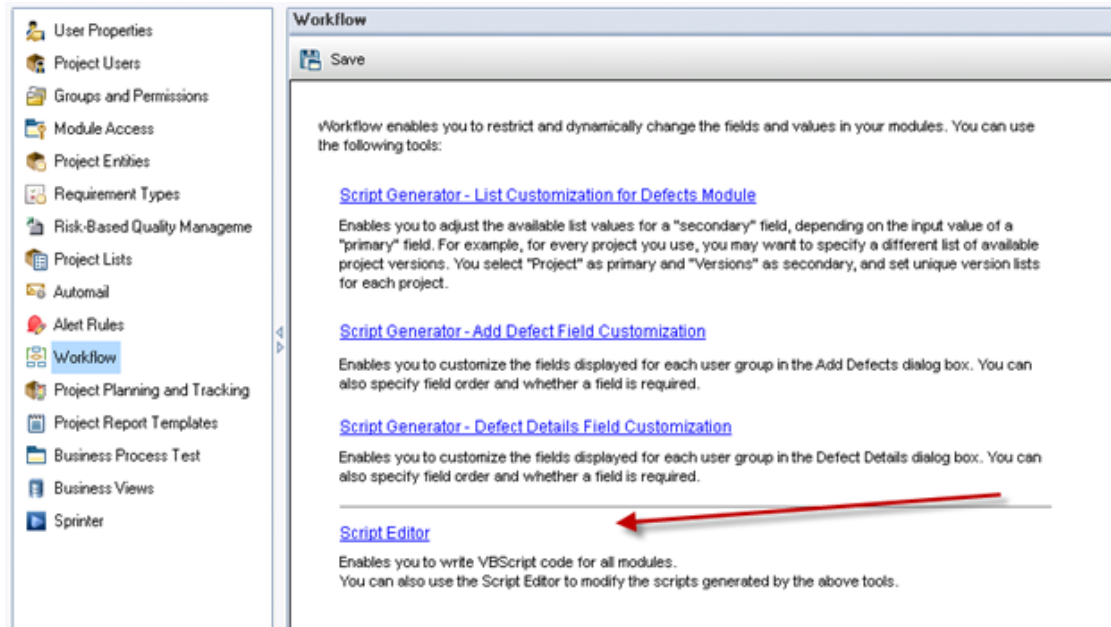 User Properties
Project Users
Groups and Permissions
Module Access
Project Entities
Requirement Types
Risk-Based Quality Manageme
Project Lists
Automail
Alert Rules
Workflow
Project Planning and Tracking
Project Report Templates
Business Process Test
Business Views
Sprinter
Workflow
Save
Workflow enables you to restrict and dynamically change the fields and values in your modules. You can use
the following tools:
Script Generator - List Customization for Defects Module
Enables you to adjust the available list values for a "secondary" field, depending on the input value of a
"primary" field. For example, for every project you use, you may want to specify a different list of available
project versions. You select "Project" as primary and "Versions" as secondary, and set unique version lists
for each project.
Script Generator - Add Defect Field Customization
Enables you to customize the fields displayed for each user group in the Add Defects dialog box. You can
also specify field order and whether a field is required.
Script Generator - Defect Details Field Customization
Enables you to customize the fields displayed for each user group in the Defect Details dialog box. You can
also specify field order and whether a field is required.
Script Editor
Enables you to write VBScript code for all modules.
You can also use the Script Editor to modify the scripts generated by the above tools.